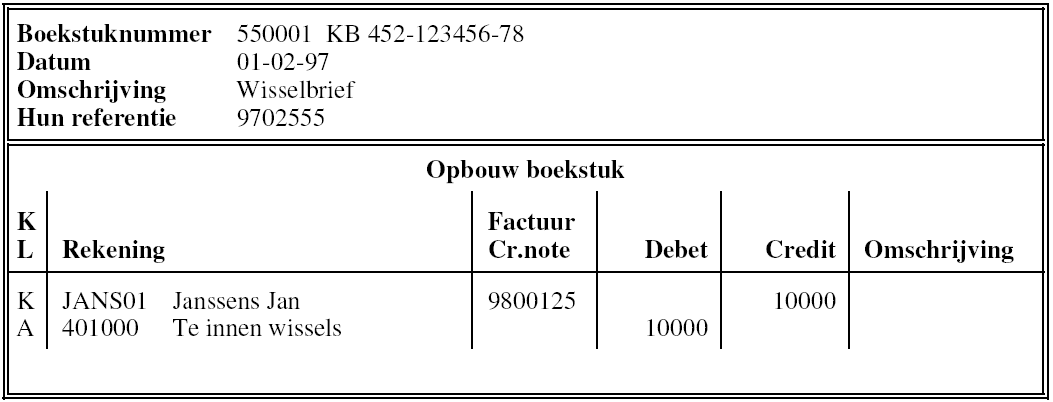 Boekstuknummer 550001 KB 452-123456-78
Datum 01-02-97
Omschrijving Wisselbrief
Hun referentie 9702555
Opbouw boekstuk
K Factuur
L Rekening Cr.note Debet Credit Omschrijving
K JANS01 Janssens Jan 9800125 10000
A 401000 Te innen wissels 10000